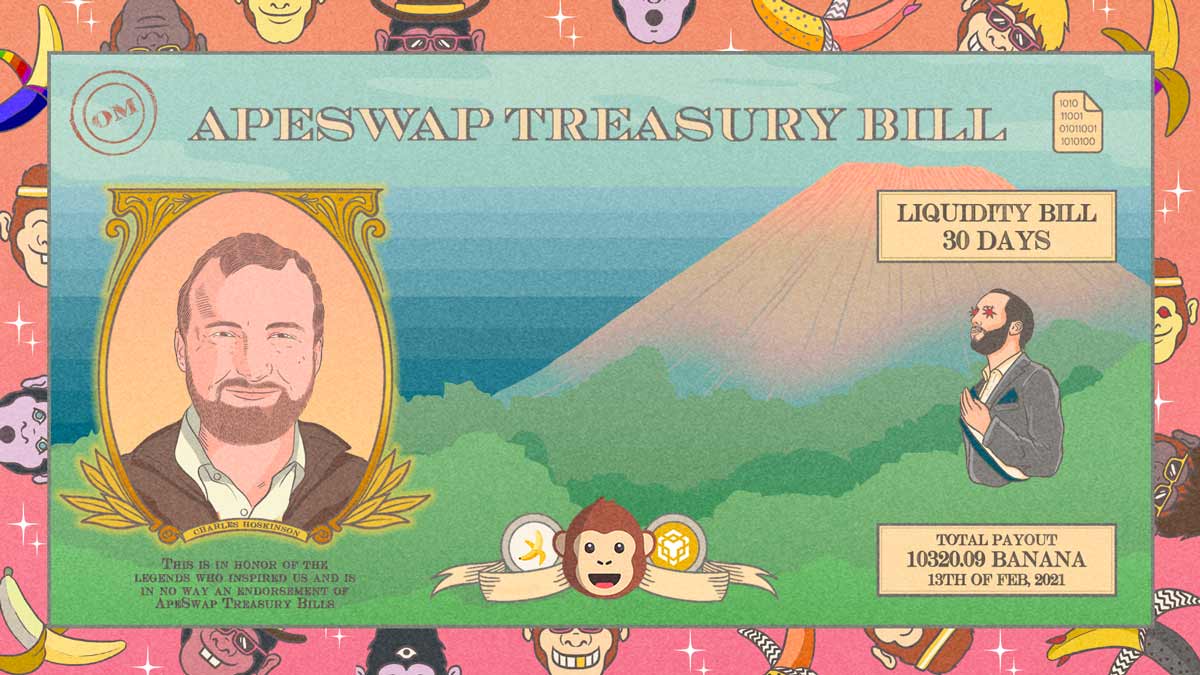 OM
APESWAP TREASURY BILL
1010
11001
01011001
1010100
LIQUIDITY BILL
30 DAYS
CHARLES HOSKINSON
THIS IS IN HONOR OF THE
LEGENDS WHO INSPIRED US AND IS
IN NO WAY AN ENDORSEMENT OF
APESWAP TREASURY BILLS
TOTAL PAYOUT
10320.09 BANANA
13TH OF FEB, 2021